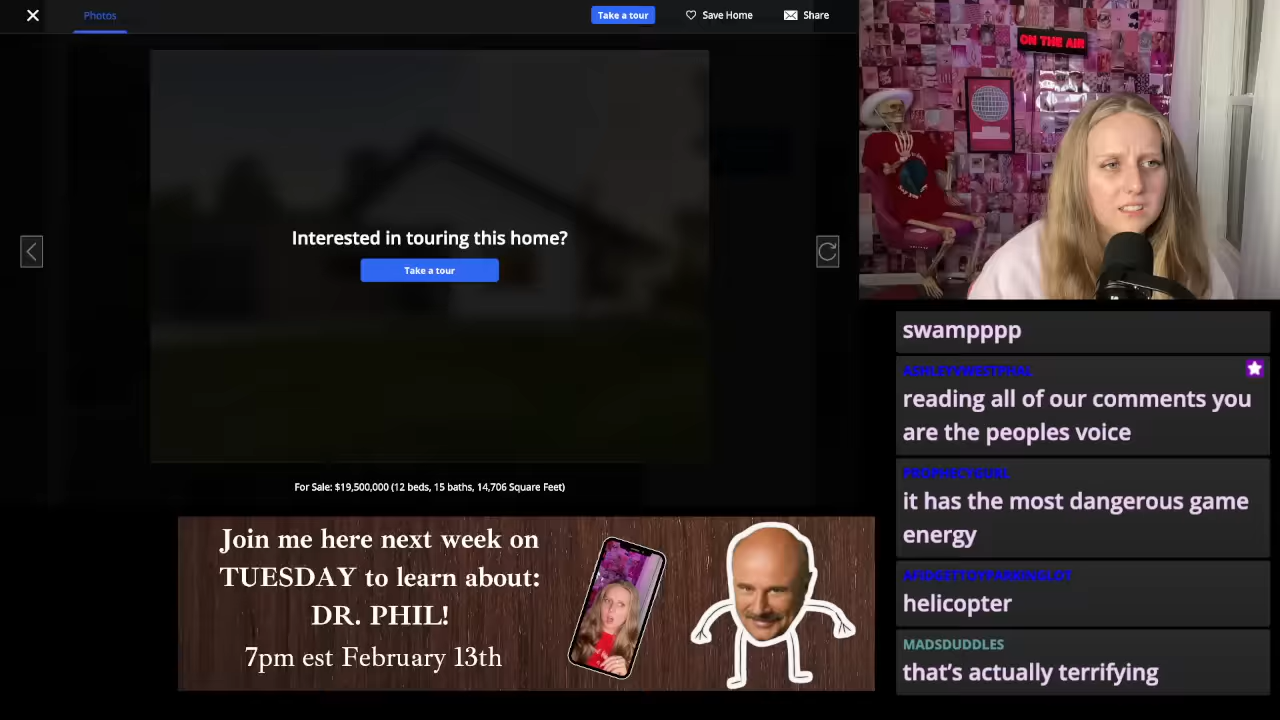 Photos
Take a tour
Save Home
Share
ON THE AIR
Interested in touring this home?
Take a tour
For Sale: $19,500,000 (12 beds, 15 baths, 14,706 Square Feet)
Join me here next week on
TUESDAY to learn about:
DR. PHIL!
7pm est February 13th
swampppp
reading all of our comments you
are the peoples voice
it has the most dangerous game
energy
helicopter
MADSDUDDLES
that's actually terrifying